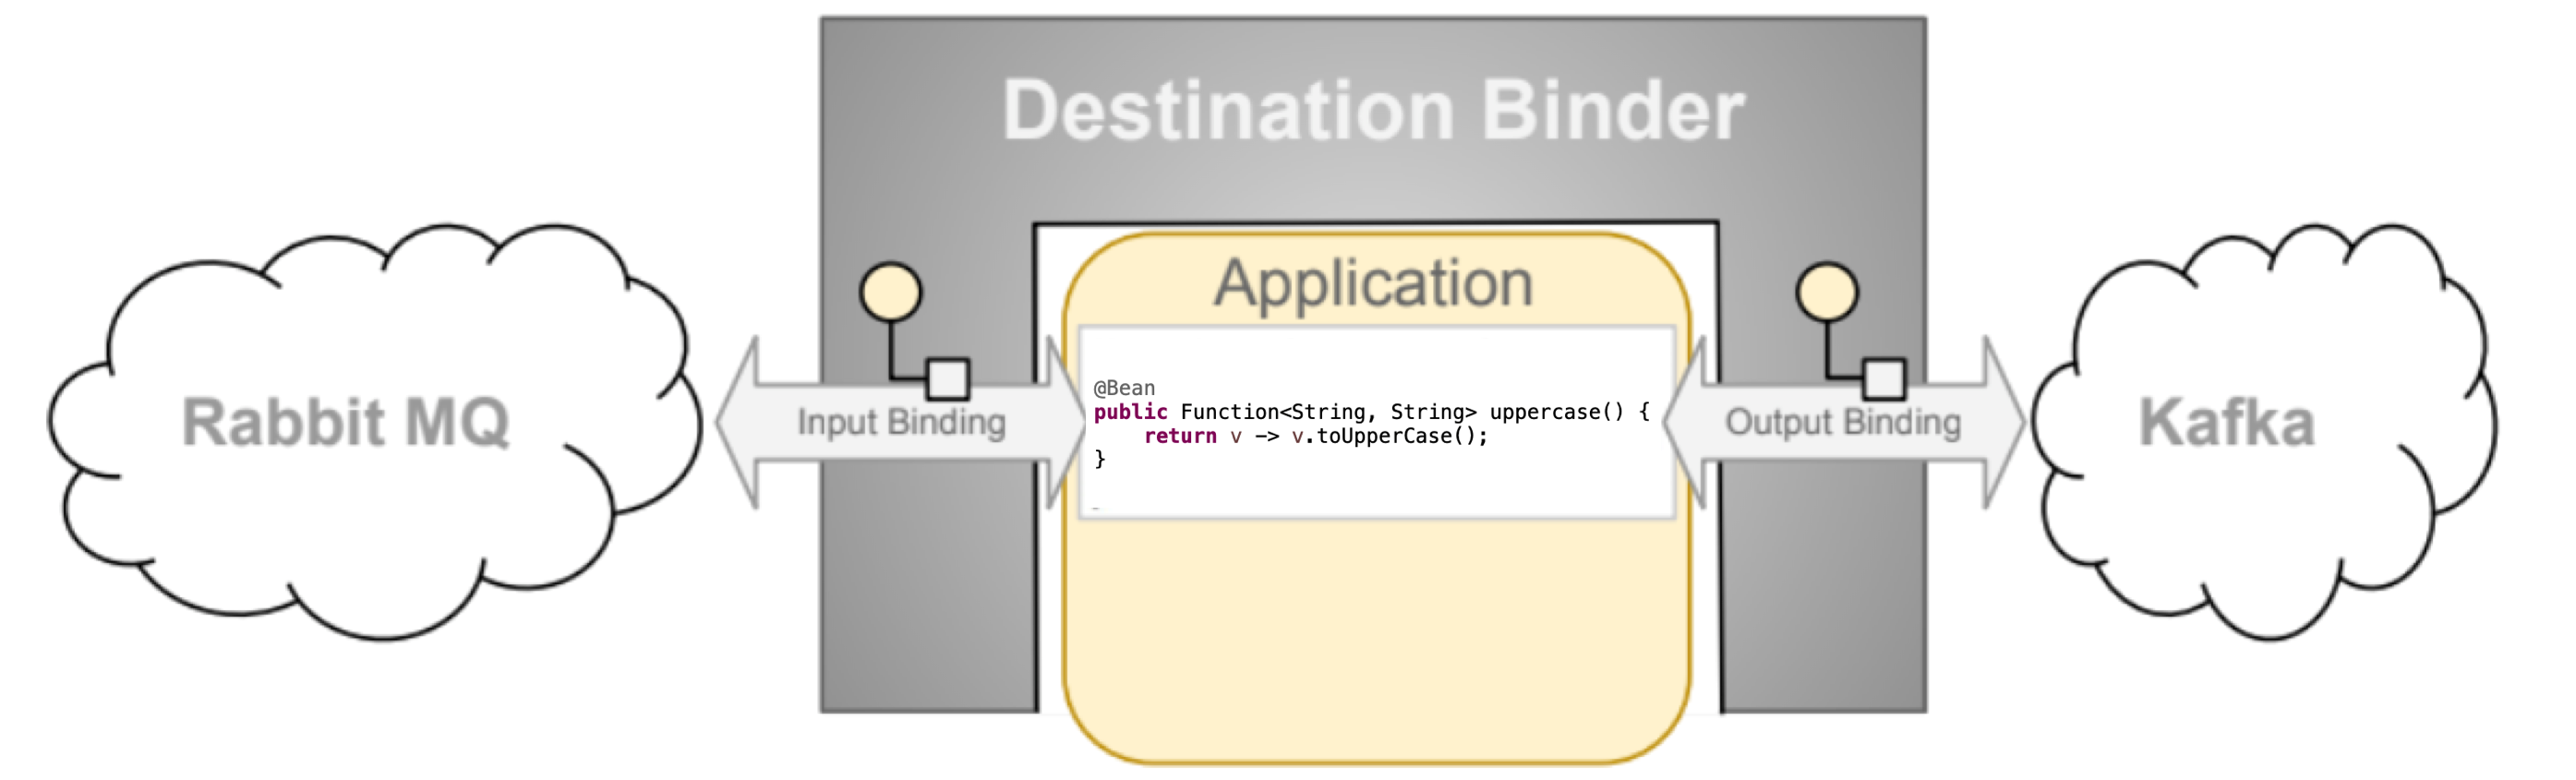 Destination Binder
Application
Rabbit MQ
Input Binding
@Bean
public Function<String, String> uppercase() {
    return v -> v.toUpperCase();
}
Output Binding
Kafka